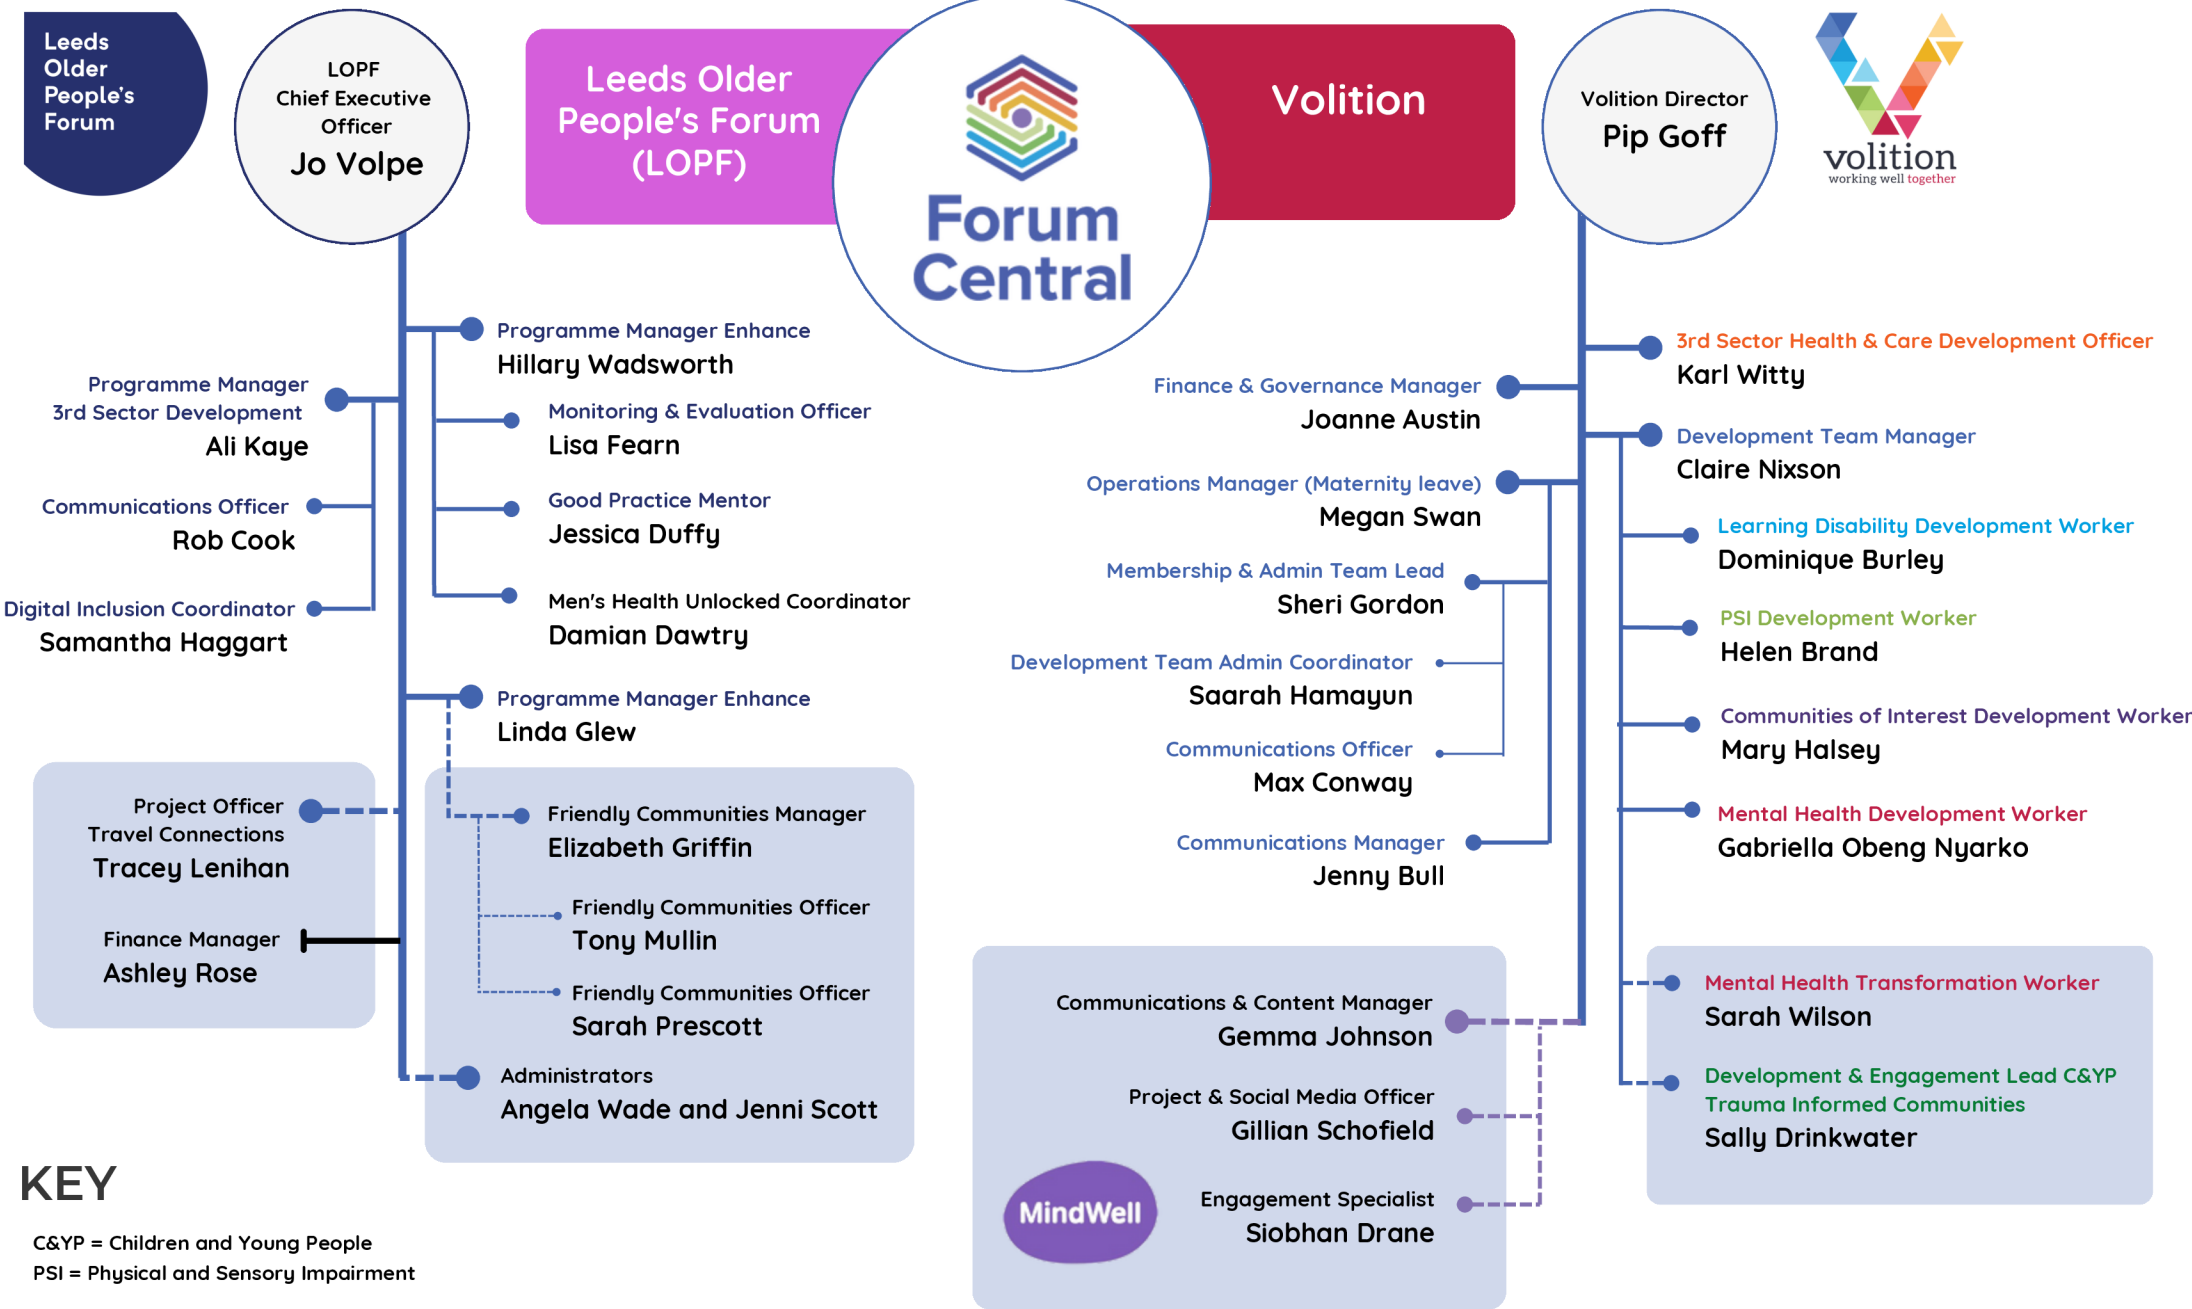 Leeds
Older
People's
Forum
LOPF
Chief Executive
Officer
Jo Volpe
Leeds Older
People's Forum
(LOPF)
Forum
Central
Volition
Volition Director
Pip Goff
volition
working well together
Programme Manager Enhance
Hillary Wadsworth
Monitoring & Evaluation Officer
Lisa Fearn
Good Practice Mentor
Jessica Duffy
Men's Health Unlocked Coordinator
Damian Dawtry
Programme Manager
3rd Sector Development
Ali Kaye
Communications Officer
Rob Cook
Digital Inclusion Coordinator
Samantha Haggart
Programme Manager Enhance
Linda Glew
Friendly Communities Manager
Elizabeth Griffin
Friendly Communities Officer
Tony Mullin
Friendly Communities Officer
Sarah Prescott
Administrators
Angela Wade and Jenni Scott
Project Officer
Travel Connections
Tracey Lenihan
Finance Manager
Ashley Rose
Finance & Governance Manager
Joanne Austin
Operations Manager (Maternity leave)
Megan Swan
Membership & Admin Team Lead
Sheri Gordon
Development Team Admin Coordinator
Saarah Hamayun
Communications Officer
Max Conway
Communications Manager
Jenny Bull
Communications & Content Manager
Gemma Johnson
Project & Social Media Officer
Gillian Schofield
Engagement Specialist
Siobhan Drane
MindWell
3rd Sector Health & Care Development Officer
Karl Witty
Development Team Manager
Claire Nixson
Learning Disability Development Worker
Dominique Burley
PSI Development Worker
Helen Brand
Communities of Interest Development Worker
Mary Halsey
Mental Health Development Worker
Gabriella Obeng Nyarko
Mental Health Transformation Worker
Sarah Wilson
Development & Engagement Lead C&YP
Trauma Informed Communities
Sally Drinkwater
KEY
C&YP = Children and Young People
PSI = Physical and Sensory Impairment